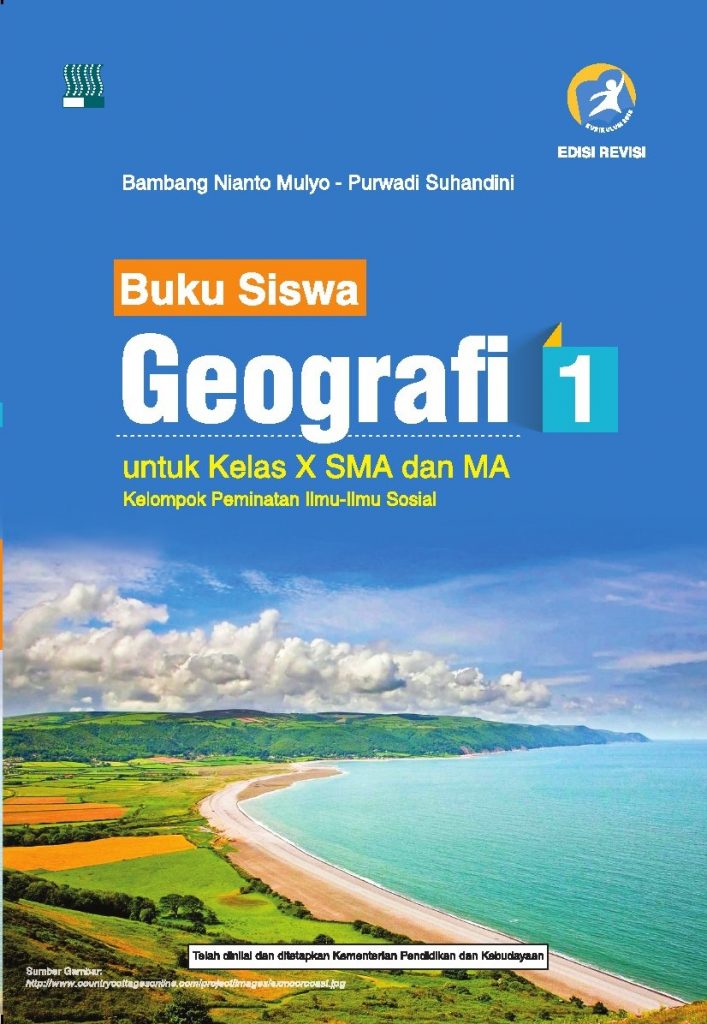 KURIKULUM 2013
EDISI REVISI
Bambang Nianto Mulyo - Purwadi Suhandini
Buku Siswa
Geografi 1
untuk Kelas X SMA dan MA
Kelompok Peminatan Ilmu-Ilmu Sosial
Telah dinilai dan ditetapkan Kementerian Pendidikan dan Kebudayaan
Sumber Gambar:
http://www.countrycottagesonline.com/project/images/exmoorcoast.jpg